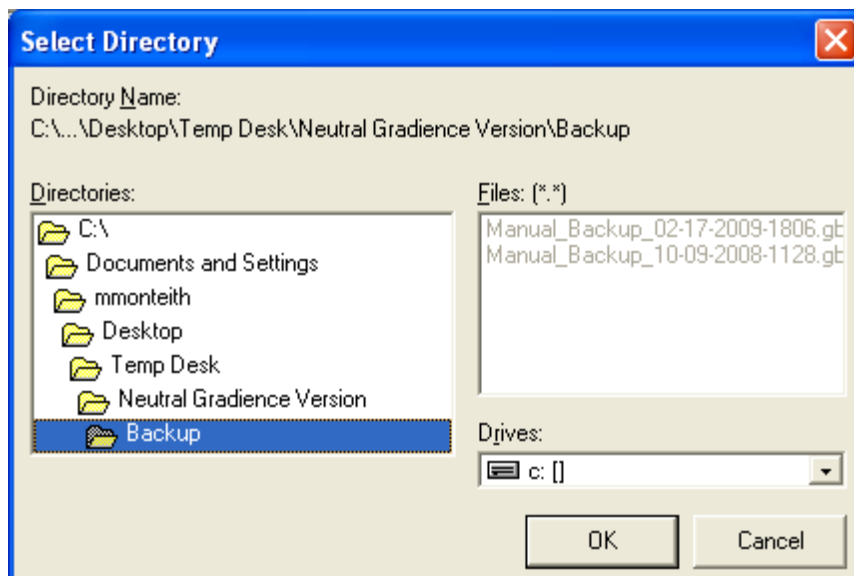 Select Directory
Directory Name:
C:\...\Desktop\Temp Desk\Neutral Gradience Version\Backup
Directories:
C:\
Documents and Settings
mmonteith
Desktop
Temp Desk
Neutral Gradience Version
Backup
Files: (*.*)
Manual_Backup_02-17-2009-1806.gb
Manual_Backup_10-09-2008-1128.gb
Drives:
c: []
OK
Cancel